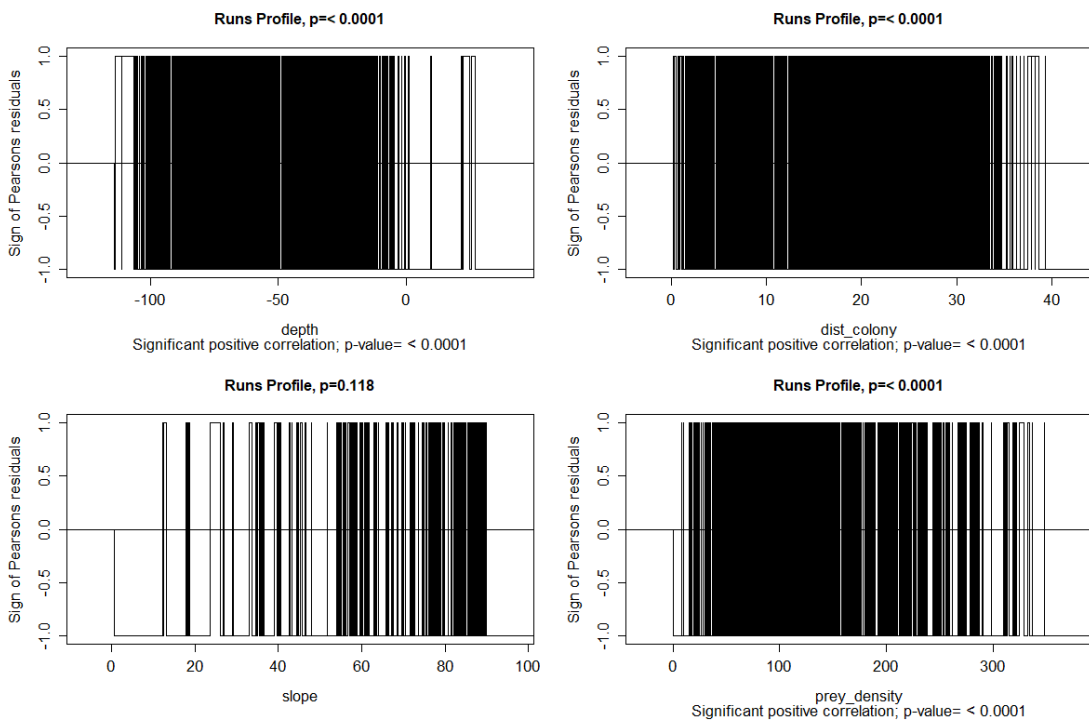 Runs Profile, p=< 0.0001
Sign of Pearsons residuals
-1.0 -0.5 0.0 0.5 1.0
-100 -50 0
depth
Significant positive correlation; p-value= < 0.0001
Runs Profile, p=< 0.0001
Sign of Pearsons residuals
-1.0 -0.5 0.0 0.5 1.0
0 10 20 30 40
dist_colony
Significant positive correlation; p-value= < 0.0001
Runs Profile, p=0.118
Sign of Pearsons residuals
-1.0 -0.5 0.0 0.5 1.0
0 20 40 60 80 100
slope
Runs Profile, p=< 0.0001
Sign of Pearsons residuals
-1.0 -0.5 0.0 0.5 1.0
0 100 200 300
prey_density
Significant positive correlation; p-value= < 0.0001